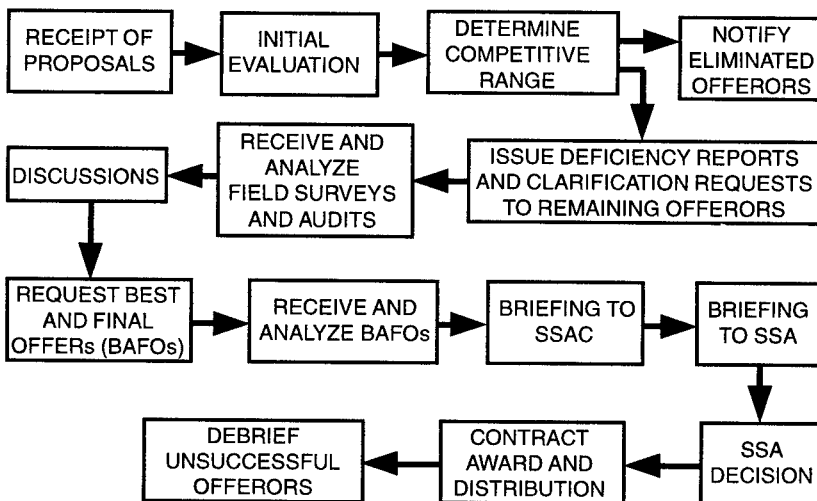 RECEIPT OF
PROPOSALS
INITIAL
EVALUATION
DETERMINE
COMPETITIVE
RANGE
NOTIFY
ELIMINATED
OFFERORS
ISSUE DEFICIENCY REPORTS
AND CLARIFICATION REQUESTS
TO REMAINING OFFERORS
RECEIVE AND
ANALYZE
FIELD SURVEYS
AND AUDITS
DISCUSSIONS
REQUEST BEST
AND FINAL
OFFERs (BAFOs)
RECEIVE AND
ANALYZE BAFOs
BRIEFING TO
SSAC
BRIEFING
TO SSA
SSA
DECISION
CONTRACT
AWARD AND
DISTRIBUTION
DEBRIEF
UNSUCCESSFUL
OFFERORS